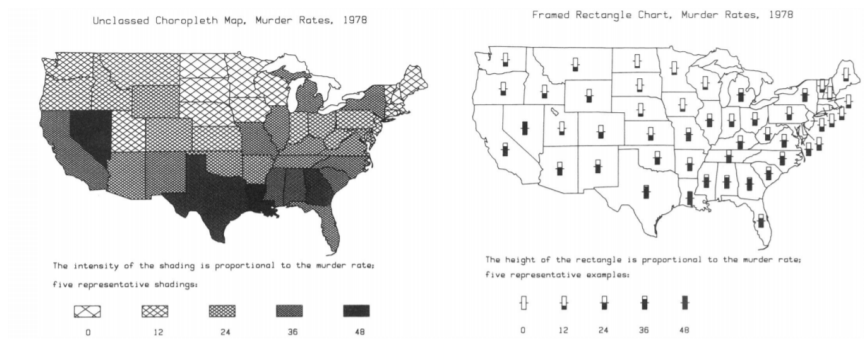 Unclassed Choropleth Map, Murder Rates, 1978
The intensity of the shading is proportional to the murder rate;
five representative shadings:
0 12 24 36 48
Framed Rectangle Chart, Murder Rates, 1978
The height of the rectangle is proportional to the murder rate;
five representative examples:
0 12 24 36 48